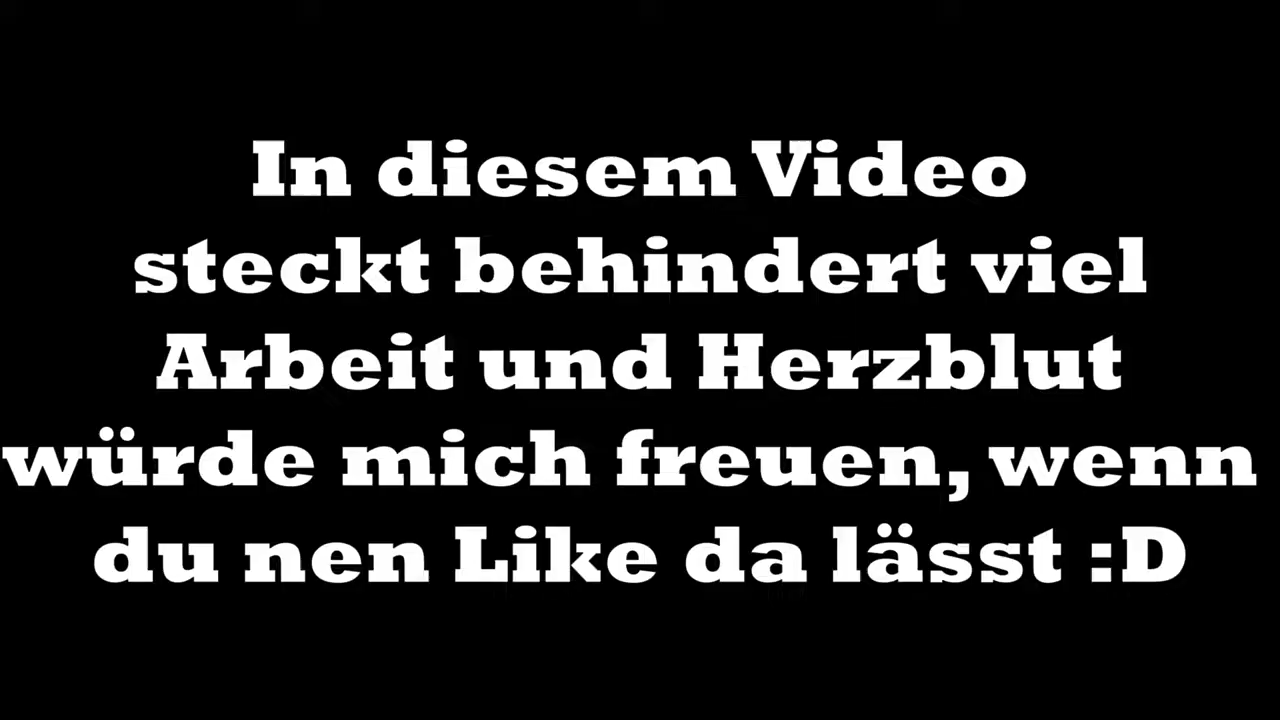 In diesem Video
steckt behindert viel
Arbeit und Herzblut
würde mich freuen, wenn
du nen Like da lässt :D